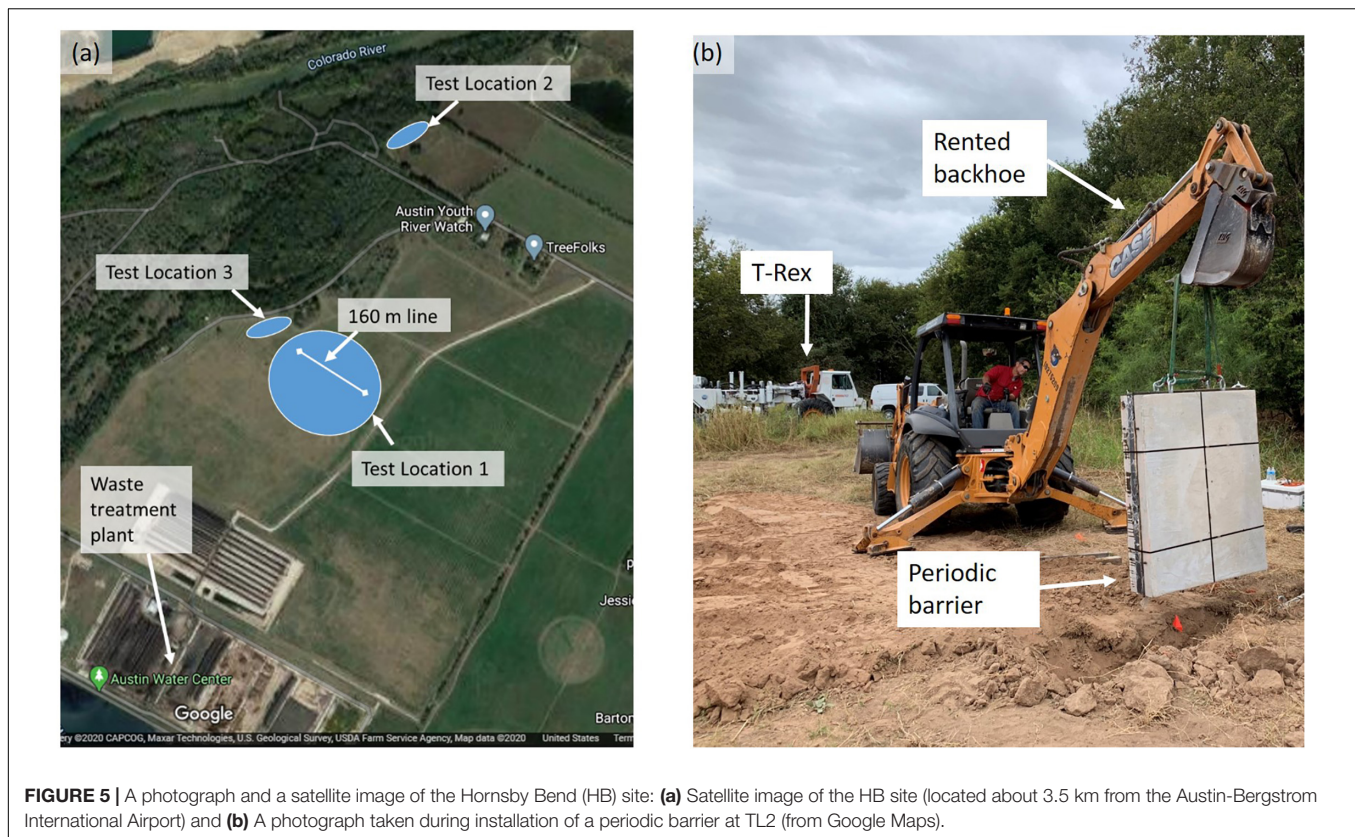 (a)
Colorado River
Test Location 2
Austin Youth
River Watch
TreeFolks
Test Location 3
160 m line
Test Location 1
Waste
treatment
plant
Jessi
Austin Water Center
Google
Barton
ery ©2020 CAPCOG, Maxar Technologies, U.S. Geological Survey, USDA Farm Service Agency, Map data ©2020 United States Term
(b)
Rented
backhoe
CASE
T-Rex
Periodic
barrier
FIGURE 5 | A photograph and a satellite image of the Hornsby Bend (HB) site: (a) Satellite image of the HB site (located about 3.5 km from the Austin-Bergstrom
International Airport) and (b) A photograph taken during installation of a periodic barrier at TL2 (from Google Maps).